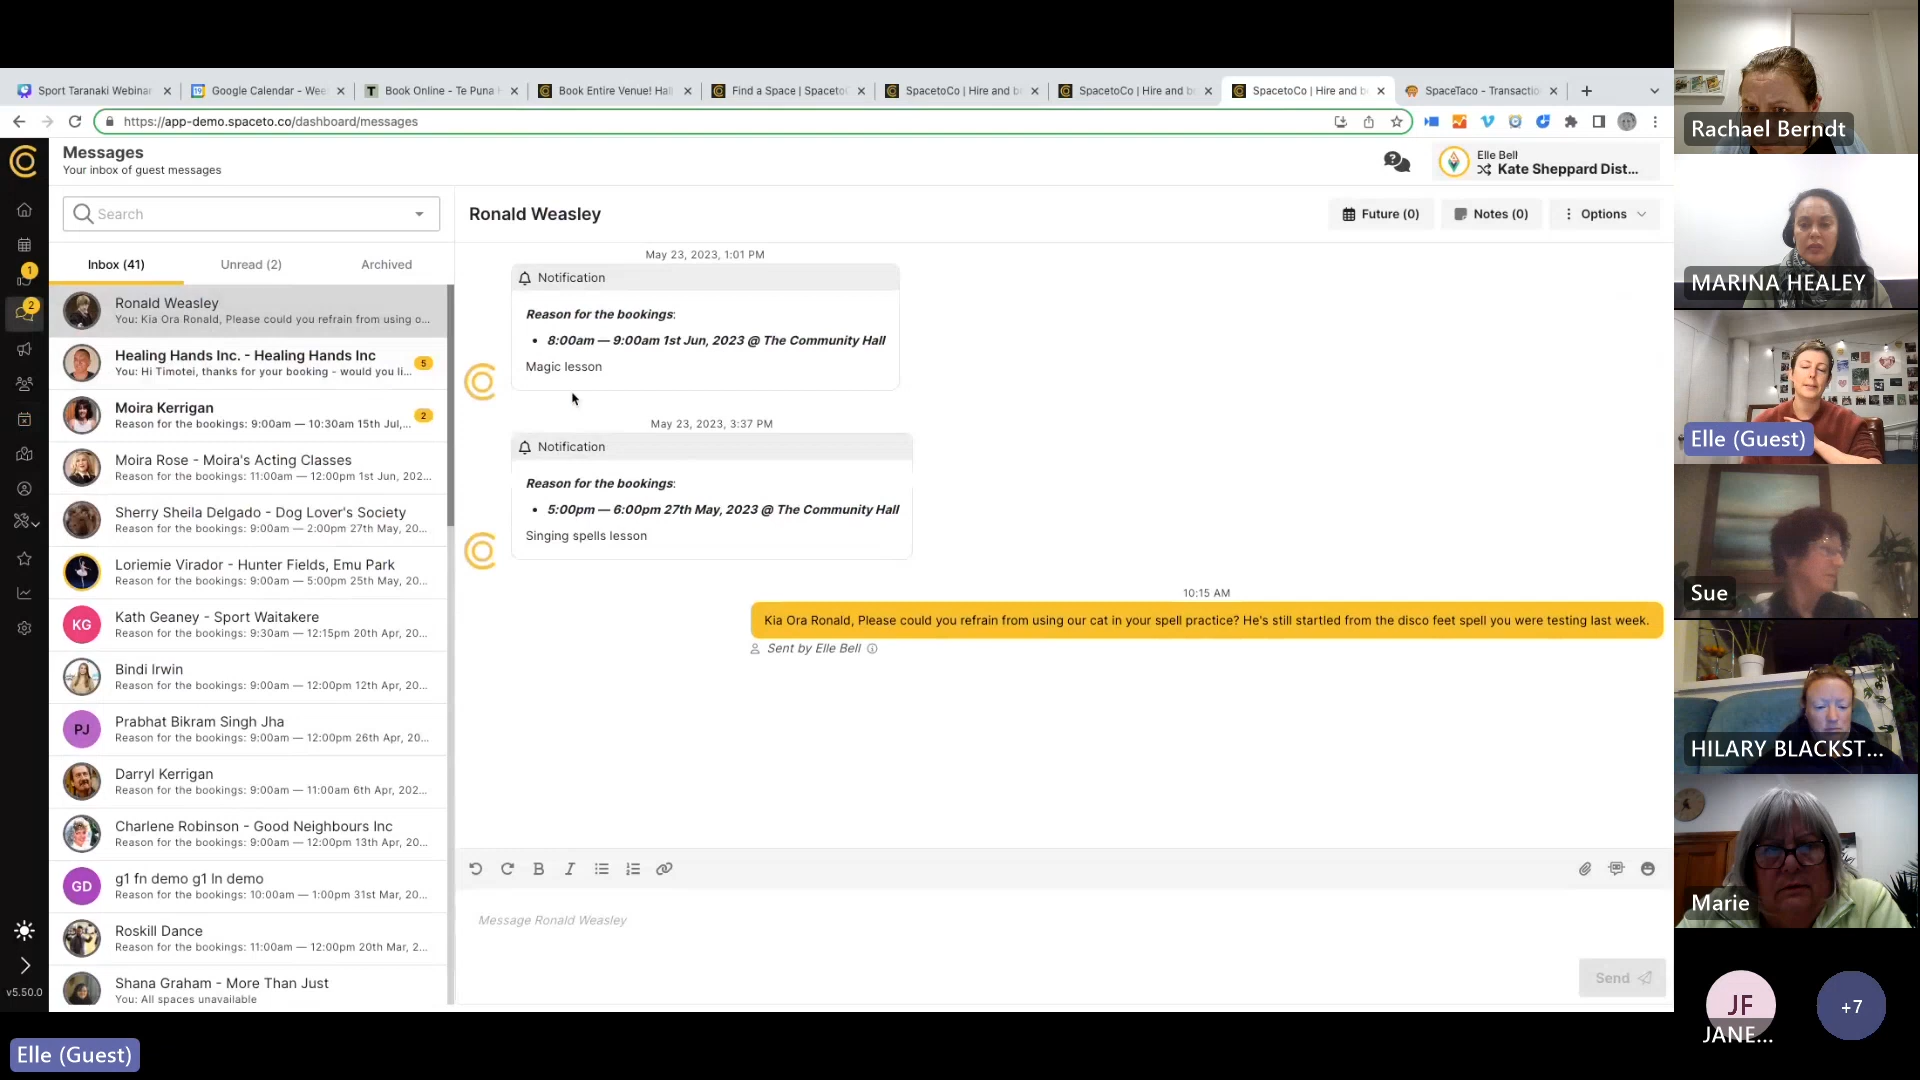 Sport Taranaki Webinar
Google Calendar - Wee
Book Online - Te Puna
Book Entire Venue! Hal
Find a Space | Spaceto
SpacetoCo | Hire and b
SpacetoCo | Hire and b
SpacetoCo | Hire and b
SpaceTaco - Transactio
https://app-demo.spaceto.co/dashboard/messages
Messages
Your inbox of guest messages
Elle Bell
Kate Sheppard Dist...
Search
Ronald Weasley
Future (0)
Notes (0)
Options
Inbox (41)
Unread (2)
Archived
1
2
Ronald Weasley
You: Kia Ora Ronald, Please could you refrain from using o...
Healing Hands Inc. - Healing Hands Inc
You: Hi Timotei, thanks for your booking - would you li...
5
Moira Kerrigan
Reason for the bookings: 9:00am — 10:30am 15th Jul,...
2
Moira Rose - Moira's Acting Classes
Reason for the bookings: 11:00am — 12:00pm 1st Jun, 202...
Sherry Sheila Delgado - Dog Lover's Society
Reason for the bookings: 9:00am — 2:00pm 27th May, 20...
Loriemie Virador - Hunter Fields, Emu Park
Reason for the bookings: 9:00am — 5:00pm 25th May, 20...
KG
Kath Geaney - Sport Waitakere
Reason for the bookings: 9:30am — 12:15pm 20th Apr, 20...
Bindi Irwin
Reason for the bookings: 9:00am — 12:00pm 12th Apr, 20...
PJ
Prabhat Bikram Singh Jha
Reason for the bookings: 9:00am — 12:00pm 26th Apr, 20...
Darryl Kerrigan
Reason for the bookings: 9:00am — 11:00am 6th Apr, 202...
Charlene Robinson - Good Neighbours Inc
Reason for the bookings: 9:00am — 12:00pm 13th Apr, 20...
GD
g1 fn demo g1 ln demo
Reason for the bookings: 10:00am — 1:00pm 31st Mar, 20...
Roskill Dance
Reason for the bookings: 11:00am — 12:00pm 20th Mar, 2...
Shana Graham - More Than Just
You: All spaces unavailable
v5.50.0
May 23, 2023, 1:01 PM
Notification
Reason for the bookings:
• 8:00am — 9:00am 1st Jun, 2023 @ The Community Hall
Magic lesson
May 23, 2023, 3:37 PM
Notification
Reason for the bookings:
• 5:00pm — 6:00pm 27th May, 2023 @ The Community Hall
Singing spells lesson
10:15 AM
Kia Ora Ronald, Please could you refrain from using our cat in your spell practice? He's still startled from the disco feet spell you were testing last week.
Sent by Elle Bell
Message Ronald Weasley
Send
Rachael Berndt
MARINA HEALEY
Elle (Guest)
Sue
HILARY BLACKST...
Marie
JF
JANE...
+7
Elle (Guest)